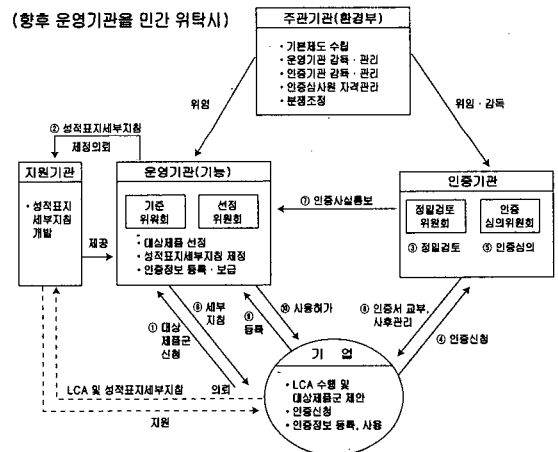 (향후 운영기관을 민간 위탁시)
주관기관(환경부)
• 기본제도 수립
• 운영기관 감독 · 관리
• 인증기관 감독 · 관리
• 인증심사원 자격관리
• 분쟁조정
위임
위임 · 감독
② 성적표지세부지침
제정의뢰
지원기관
• 성적표지
세부지침
개발
제공
운영기관(기능)
기준
위원회
선정
위원회
• 대상제품 선정
• 성적표지세부지침 제정
• 인증정보 등록 · 보급
⑦ 인증사실통보
인증기관
정밀검토
위원회
인증
심의위원회
③ 정밀검토
⑤ 인증심의
① 대상
제품군
신청
⑧ 세부
지침
⑨
등록
⑩ 사용허가
⑥ 인증서 교부,
사후관리
④ 인증신청
기 업
• LCA 수행 및
대상제품군 제안
• 인증신청
• 인증정보 등록, 사용
LCA 및 성적표지세부지침 의뢰
지원